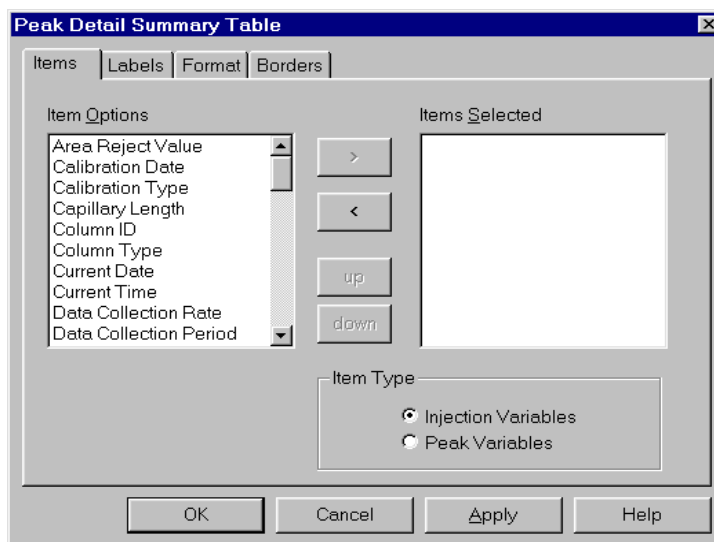 Peak Detail Summary Table
Items
Labels
Format
Borders
Item Options
Items Selected
Area Reject Value
Calibration Date
Calibration Type
Capillary Length
Column ID
Column Type
Current Date
Current Time
Data Collection Rate
Data Collection Period
>
<
up
down
Item Type
Injection Variables
Peak Variables
OK
Cancel
Apply
Help